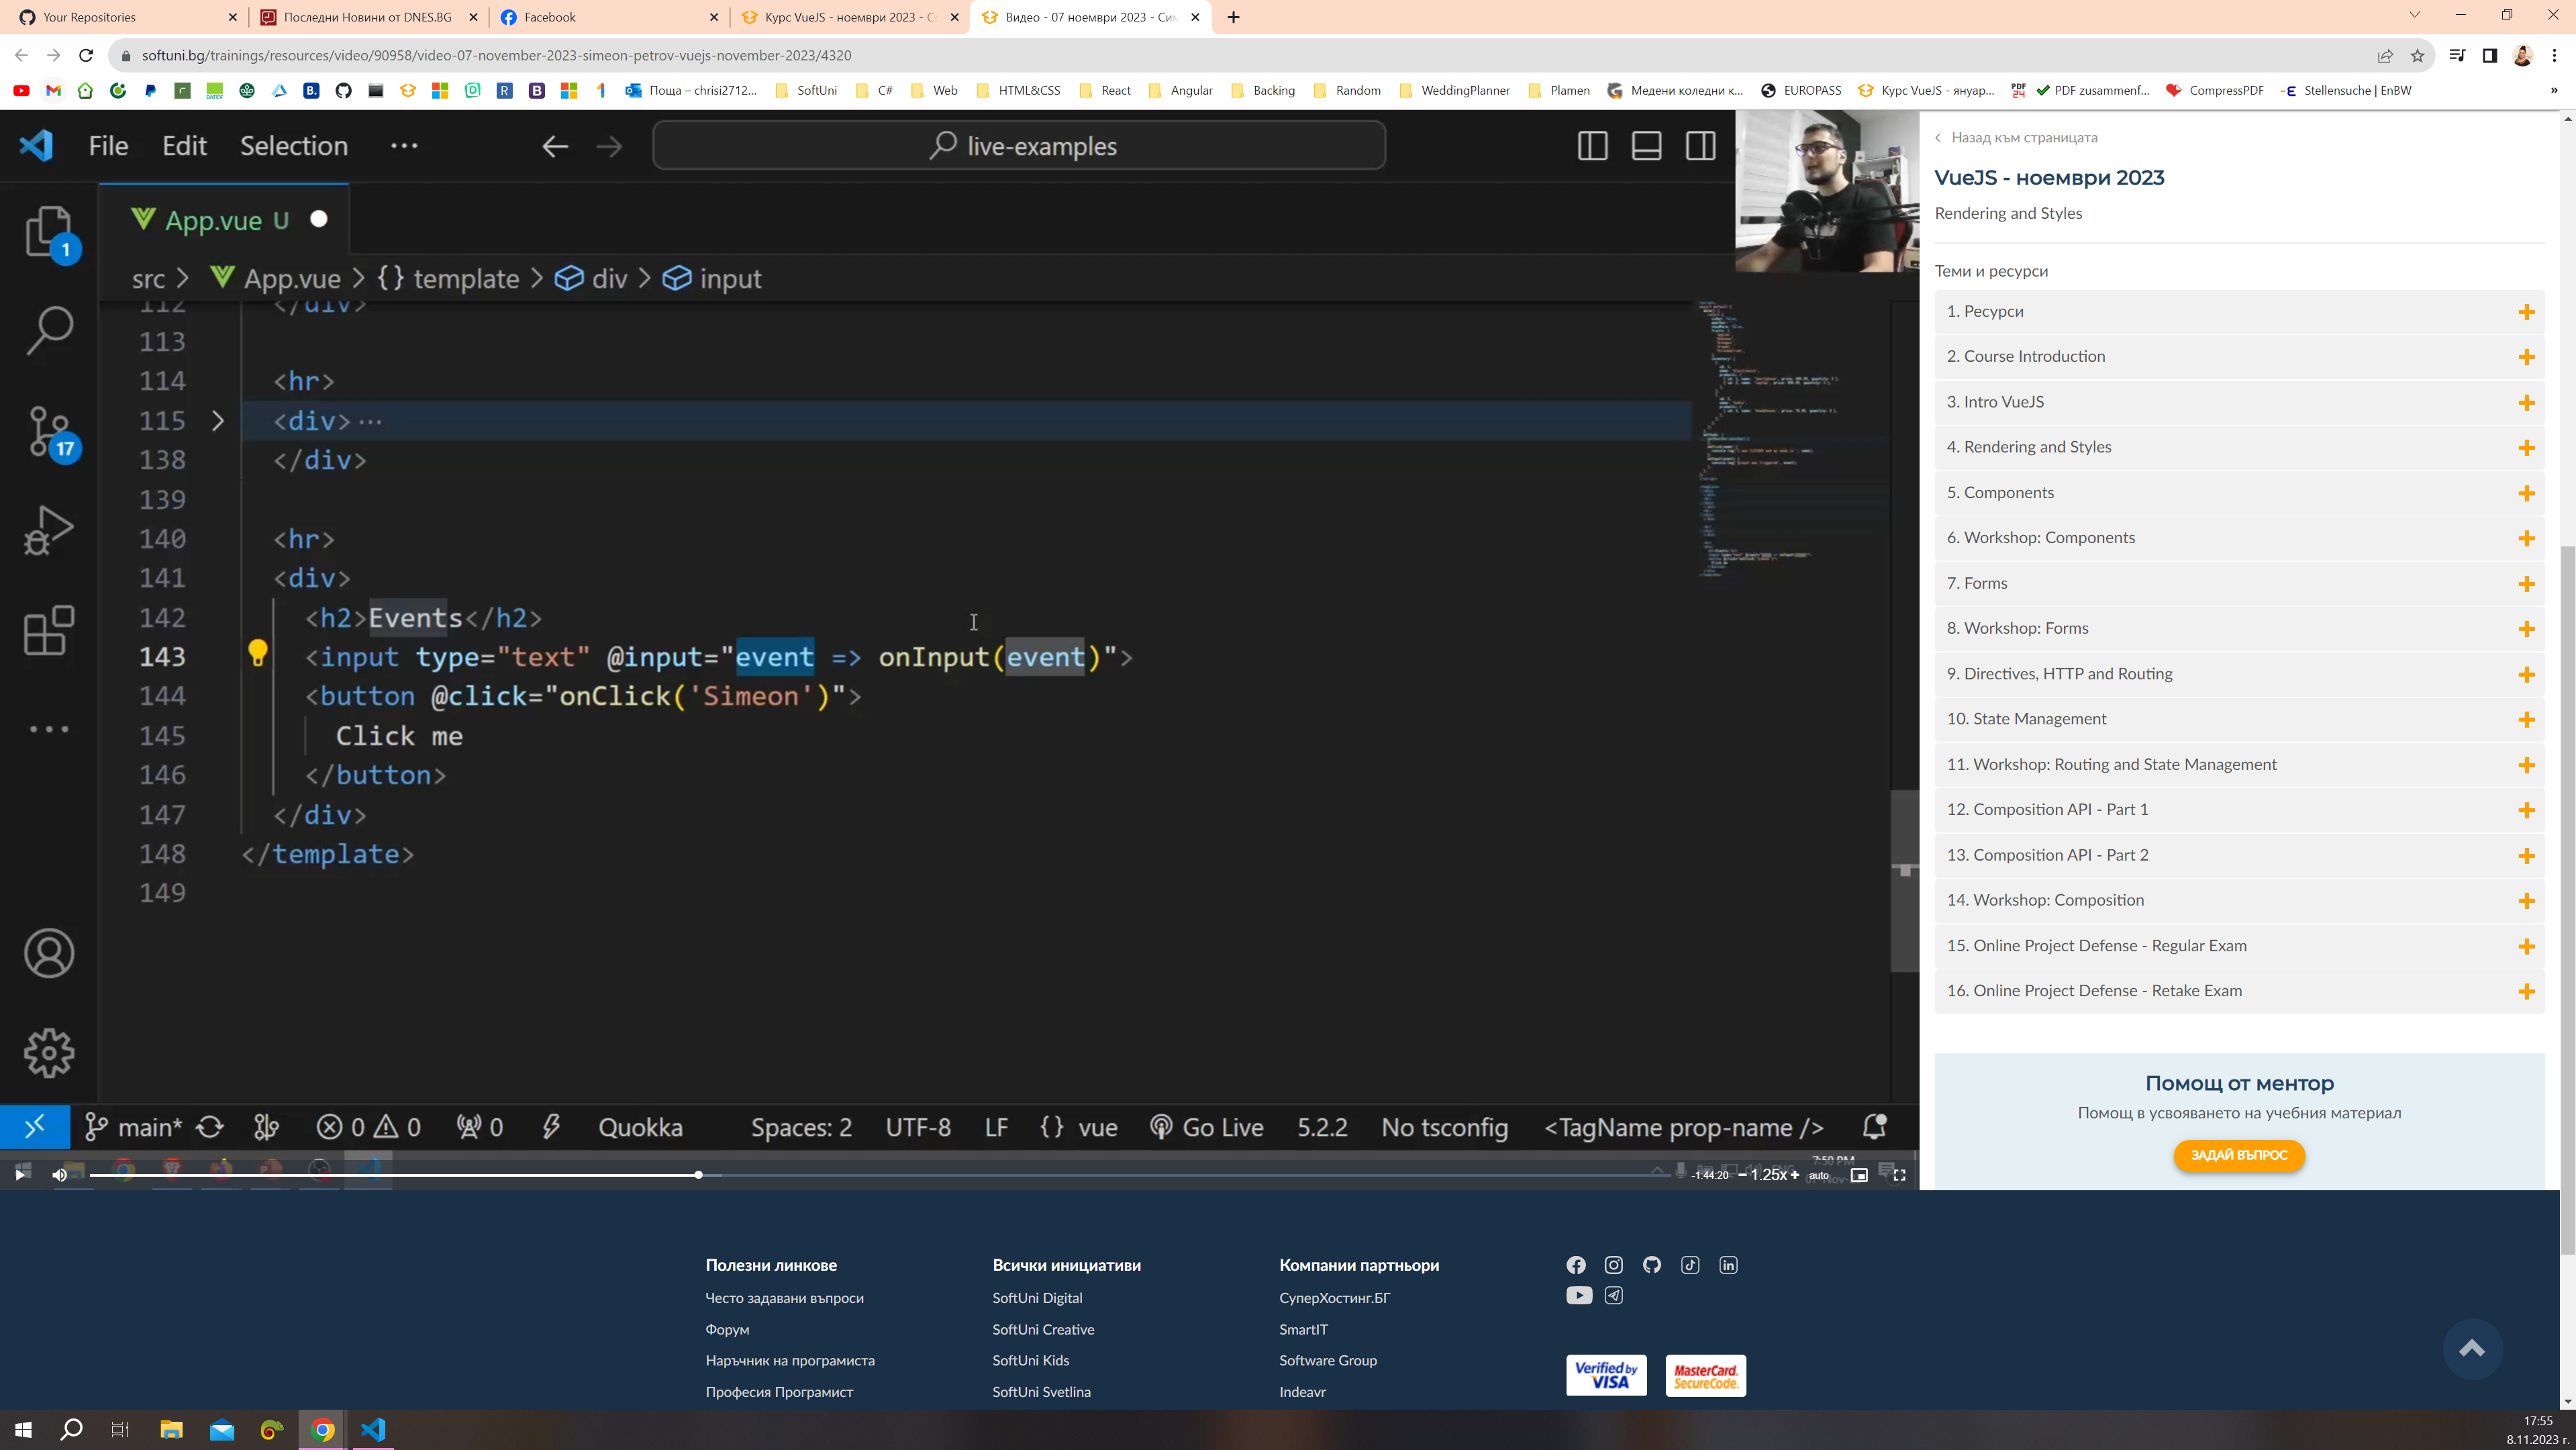 Your Repositories
Последни Новини от DNES.BG
Facebook
Курс VueJS - ноември 2023 - С
Видео - 07 ноември 2023 - Сим
softuni.bg/trainings/resources/video/90958/video-07-november-2023-simeon-petrov-vuejs-november-2023/4320
Поща – chrisi2712...
SoftUni
C#
Web
HTML&CSS
React
Angular
Backing
Random
WeddingPlanner
Plamen
Медени коледни к...
EUROPASS
Курс VueJS - януар...
PDF zusammenf...
CompressPDF
Stellensuche | EnBW
File Edit Selection ...
live-examples
App.vue U
src > App.vue > {} template > div > input
112 </div>
113
114 <hr>
115 <div> ...
138 </div>
139
140 <hr>
141 <div>
142 <h2>Events</h2>
143 <input type="text" @input="event => onInput(event)">
144 <button @click="onClick('Simeon')">
145 Click me
146 </button>
147 </div>
148 </template>
149
1
17
main* 0 0 0 Quokka Spaces: 2 UTF-8 LF {} vue Go Live 5.2.2 No tsconfig <TagName prop-name />
7:50 PM
-1:44:20 − 1.25x + auto
Назад към страницата
VueJS - ноември 2023
Rendering and Styles
Теми и ресурси
1. Ресурси
2. Course Introduction
3. Intro VueJS
4. Rendering and Styles
5. Components
6. Workshop: Components
7. Forms
8. Workshop: Forms
9. Directives, HTTP and Routing
10. State Management
11. Workshop: Routing and State Management
12. Composition API - Part 1
13. Composition API - Part 2
14. Workshop: Composition
15. Online Project Defense - Regular Exam
16. Online Project Defense - Retake Exam
Помощ от ментор
Помощ в усвояването на учебния материал
ЗАДАЙ ВЪПРОС
Полезни линкове
Често задавани въпроси
Форум
Наръчник на програмиста
Професия Програмист
Всички инициативи
SoftUni Digital
SoftUni Creative
SoftUni Kids
SoftUni Svetlina
Компании партньори
СуперХостинг.БГ
SmartIT
Software Group
Indeavr
Verified by
VISA
MasterCard.
SecureCode.
17:55
8.11.2023 г.